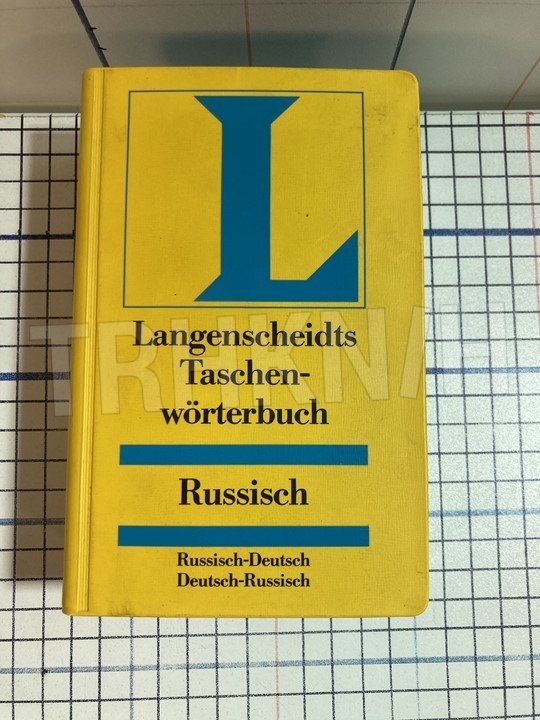 L
Langenscheidts
Taschen-
wörterbuch
Russisch
Russisch-Deutsch
Deutsch-Russisch